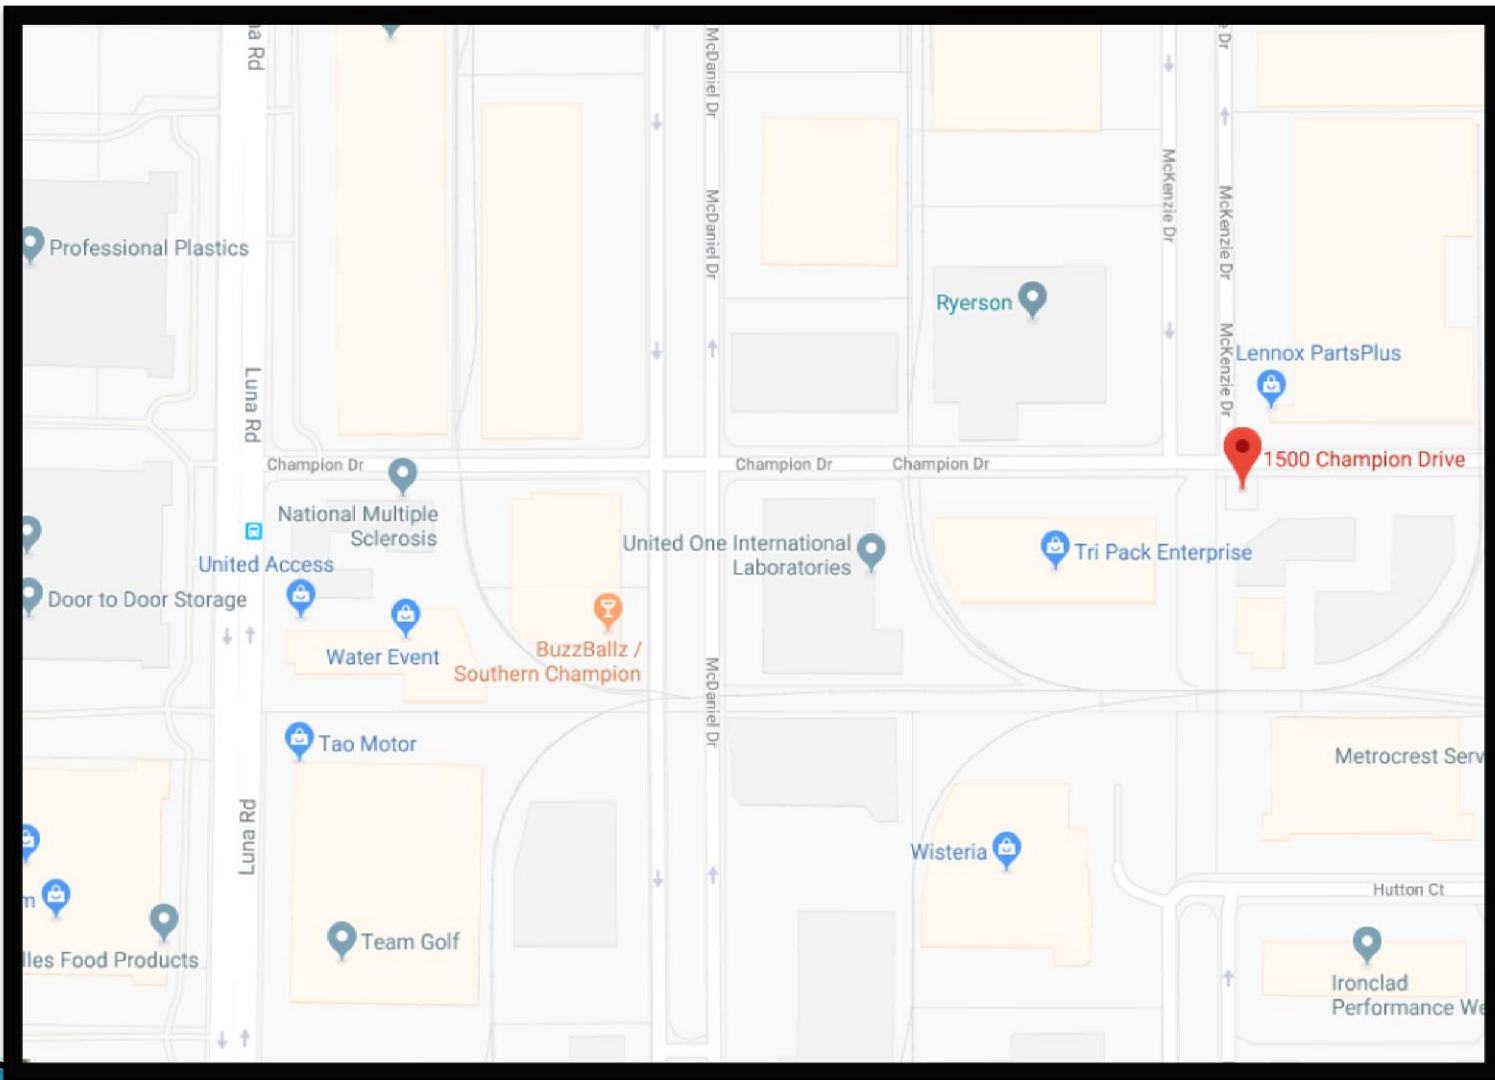 McDaniel Dr
McDaniel Dr
McKenzie Dr
McKenzie Dr
Professional Plastics
Ryerson
Lennox PartsPlus
McKenzie Dr
Luna Rd
Champion Dr
Champion Dr
Champion Dr
1500 Champion Drive
National Multiple
Sclerosis
United Access
United One International
Laboratories
Tri Pack Enterprise
Door to Door Storage
Water Event
BuzzBallz /
Southern Champion
McDaniel Dr
Tao Motor
Metrocrest Serv
Luna Rd
Wisteria
Hutton Ct
Team Golf
lles Food Products
Ironclad
Performance We